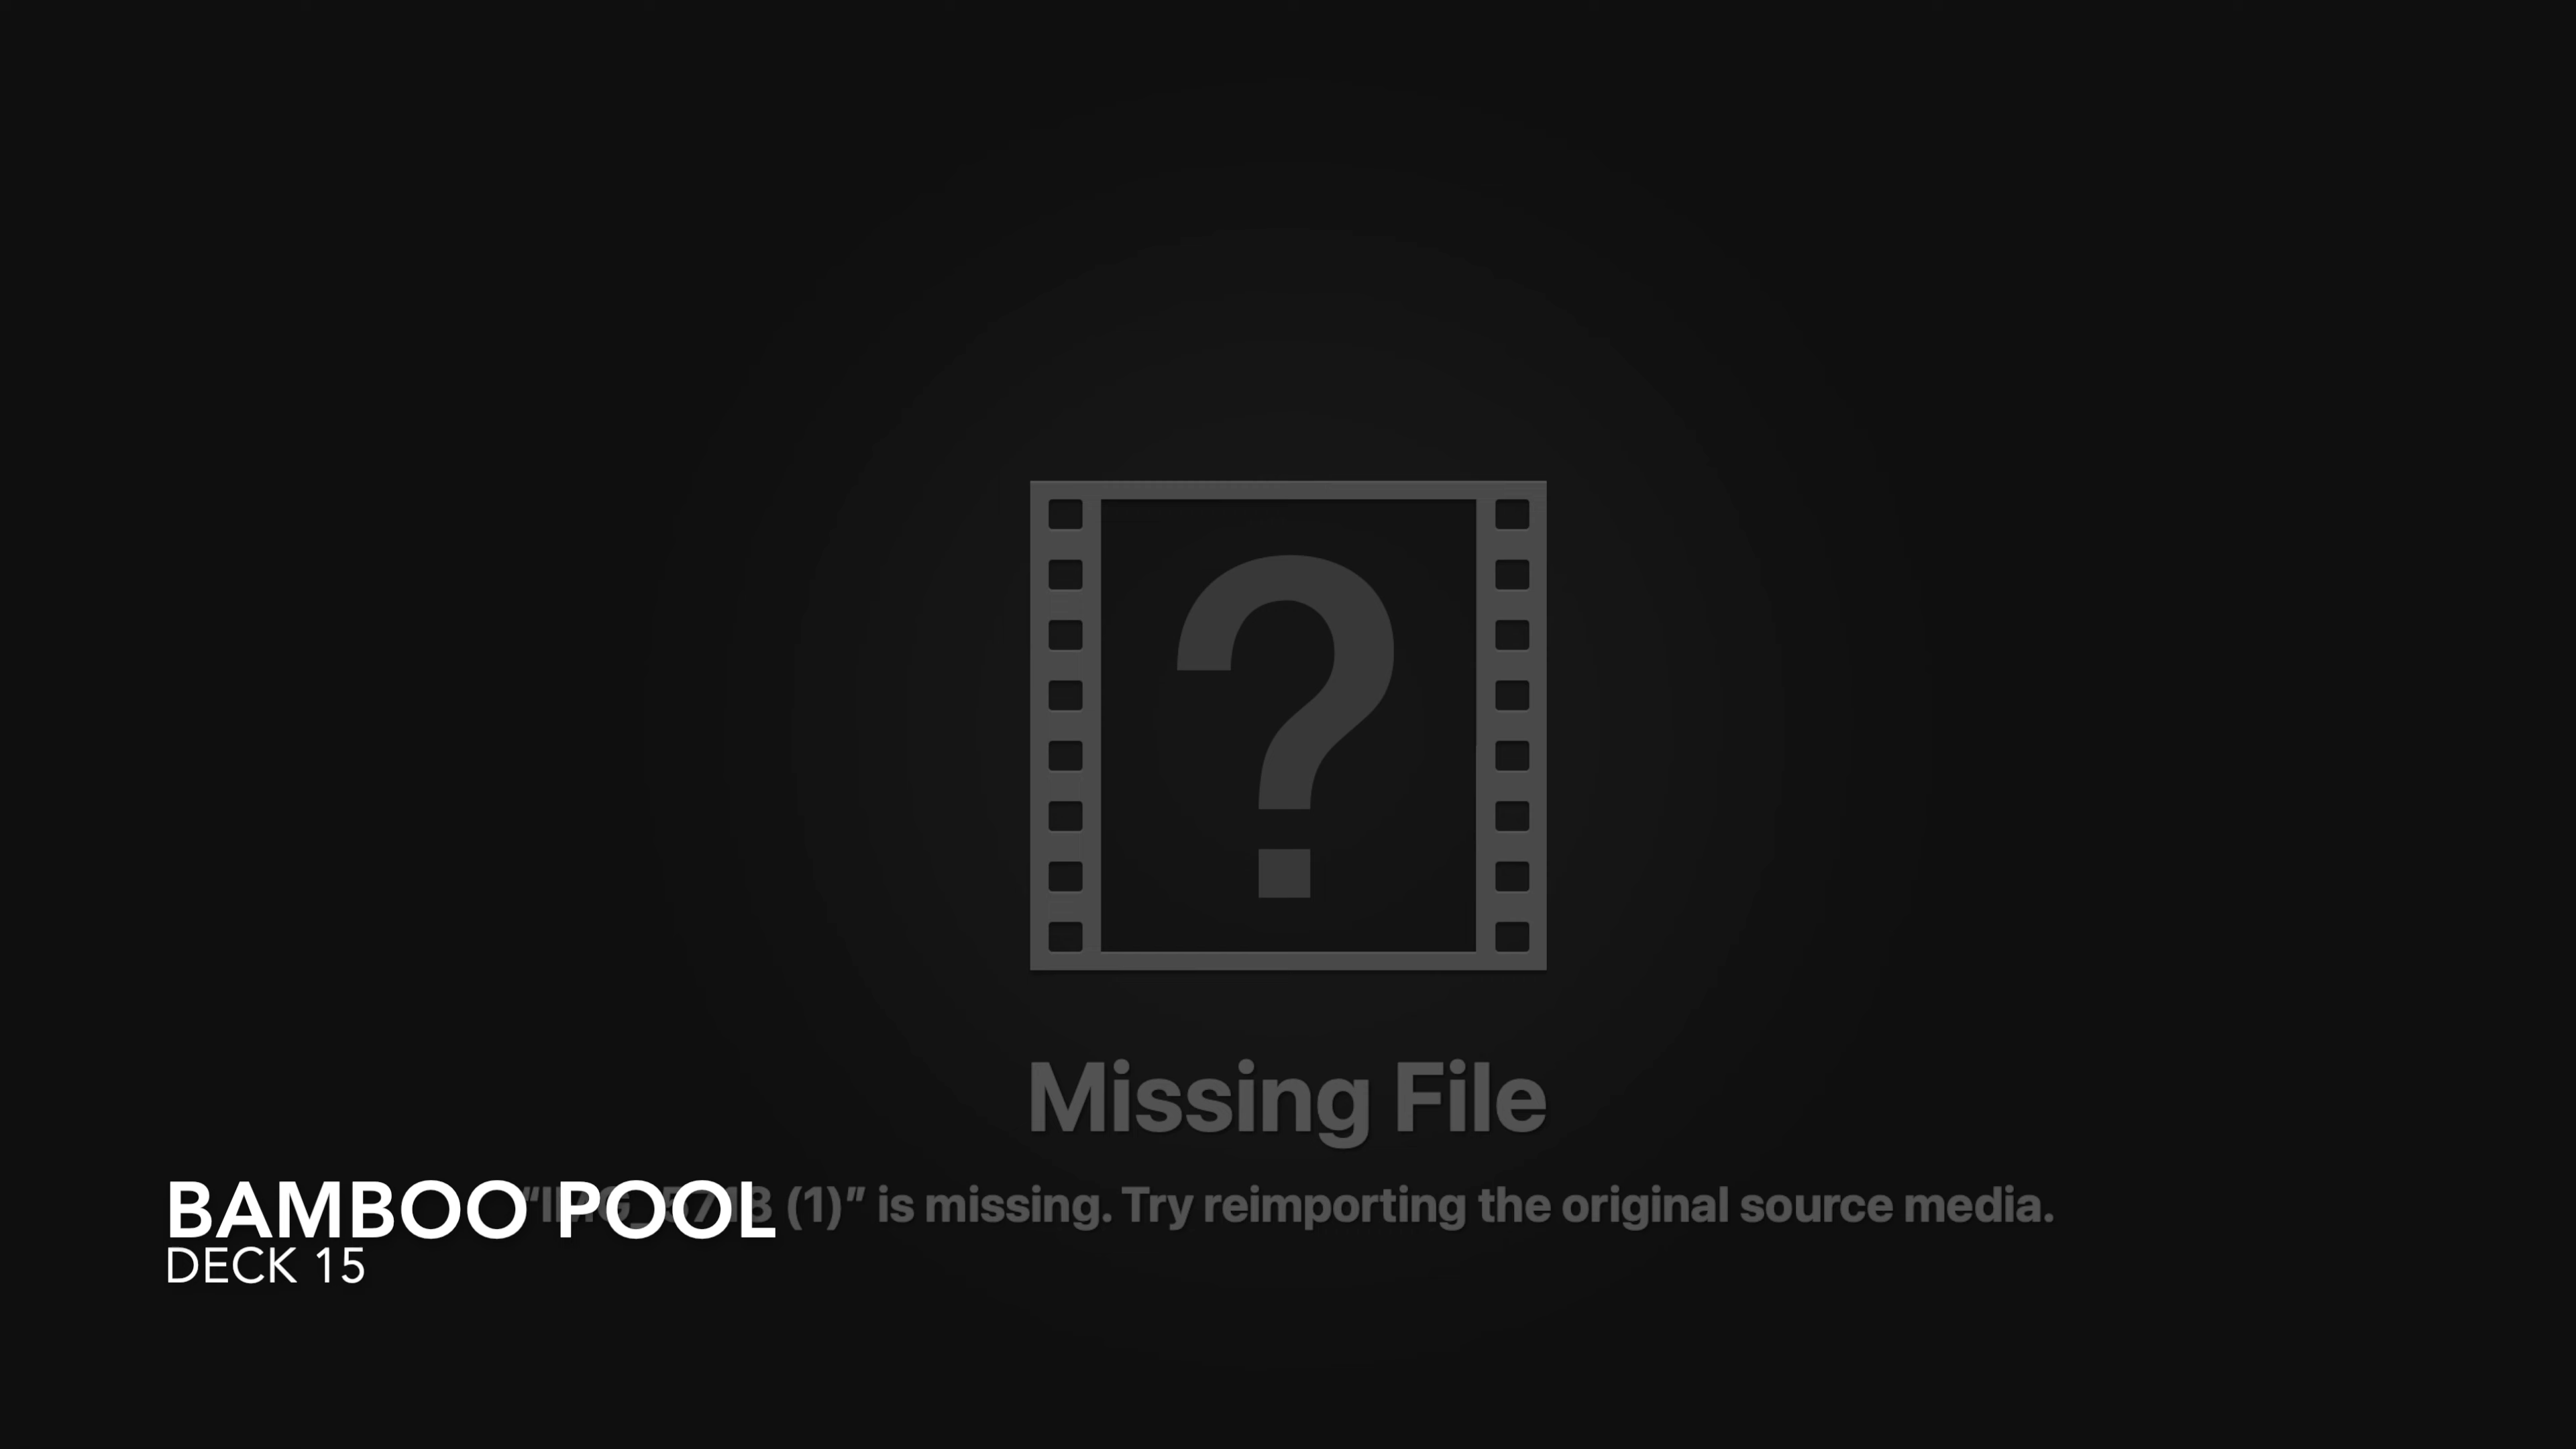 ?
Missing File
(1)” is missing. Try reimporting the original source media.
BAMBOO POOL
DECK 15